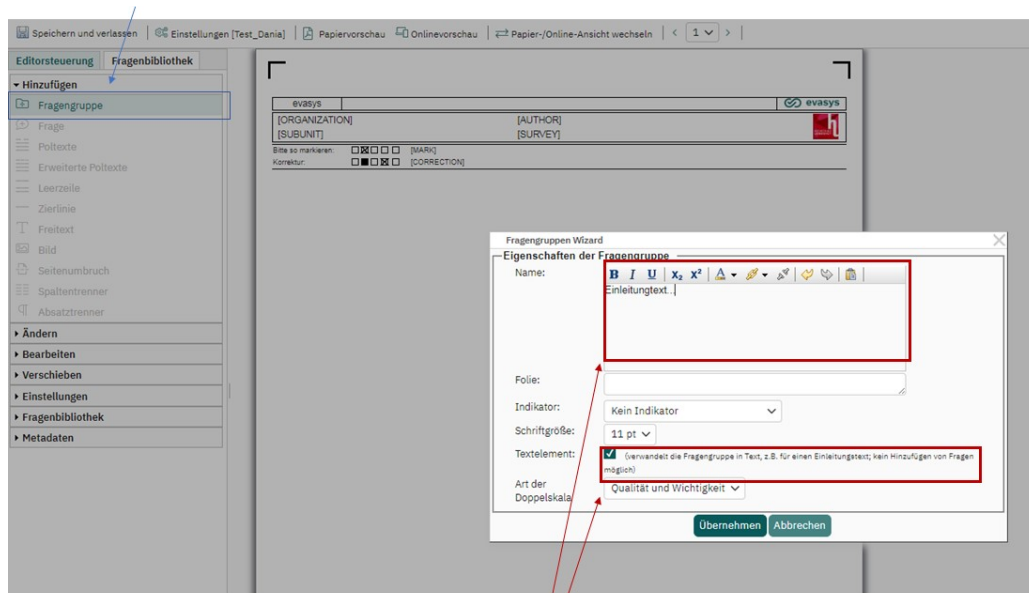 Speichern und verlassen Einstellungen [Test_Dania] Papiervorschau Onlinevorschau Papier-/Online-Ansicht wechseln < 1 >
Editorsteuerung Fragenbibliothek
Hinzufügen
Fragengruppe
Frage
Poltexte
Erweiterte Poltexte
Leerzeile
Zierlinie
Freitext
Bild
Seitenumbruch
Spaltentrenner
Absatztrenner
Ändern
Bearbeiten
Verschieben
Einstellungen
Fragenbibliothek
Metadaten
evasys evasys
[ORGANIZATION] [AUTHOR]
[SUBUNIT] [SURVEY]
Bitte so markieren: [MARK]
Korrektur: [CORRECTION]
Fragengruppen Wizard
Eigenschaften der Fragengruppe
Name:
B I U x₂ x² A
Einleitungtext...
Folie:
Indikator: Kein Indikator
Schriftgröße: 11 pt
Textelement: (verwandelt die Fragengruppe in Text, z.B. für einen Einleitungstext; kein Hinzufügen von Fragen
möglich)
Art der
Doppelskala Qualität und Wichtigkeit
Übernehmen Abbrechen